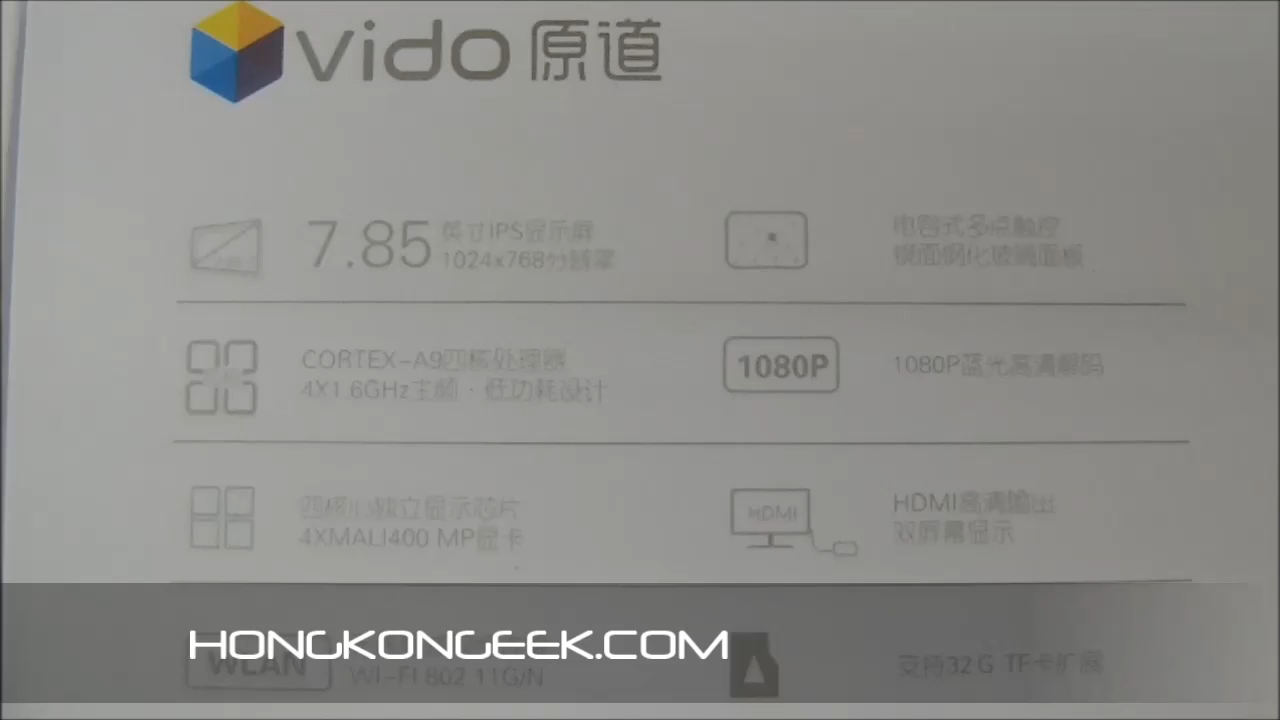 vido 原道
7.85 英寸IPS显示屏
1024x768分辨率
电容式多点触控
镜面钢化玻璃面板
CORTEX-A9四核处理器
4X1.6GHz主频·低功耗设计
1080P
1080P蓝光高清解码
四核心独立显示芯片
4XMALI400 MP显卡
HDMI
HDMI高清输出
双屏幕显示
HONGKONGEEK.COM
WLAN
WI-FI 802.11G/N
支持32G TF卡扩展